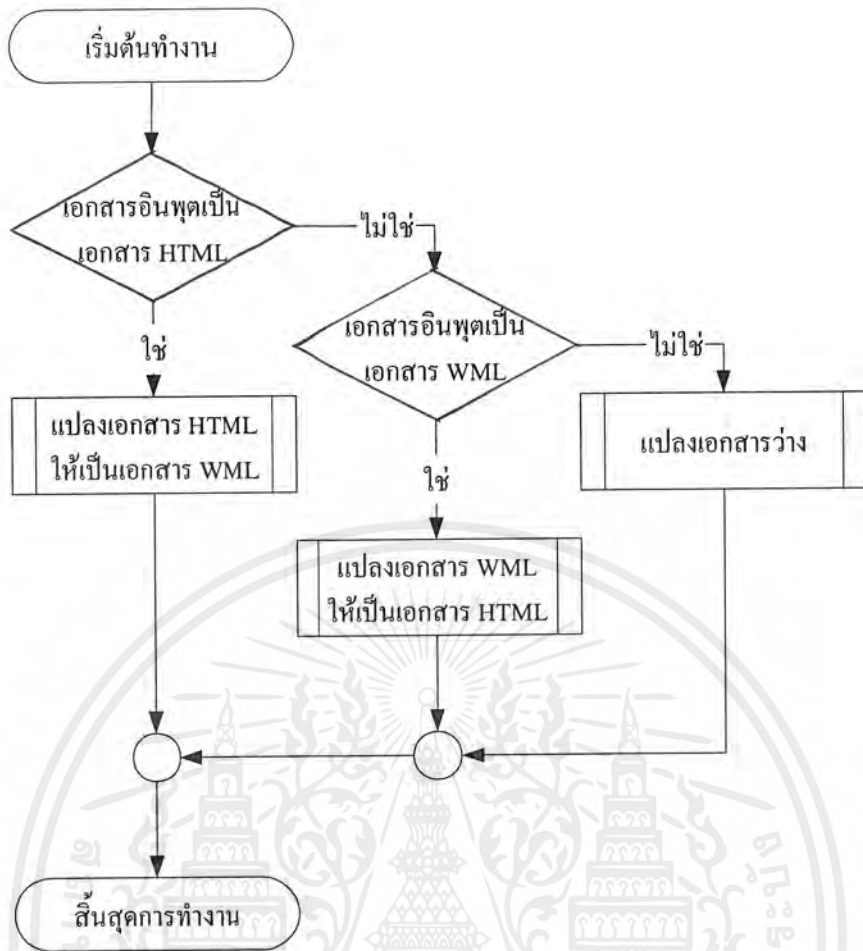 เริ่มต้นทำงาน
เอกสารอินพุตเป็น
เอกสาร HTML
ไม่ใช่
ใช่
เอกสารอินพุตเป็น
เอกสาร WML
ไม่ใช่
ใช่
แปลงเอกสาร HTML
ให้เป็นเอกสาร WML
แปลงเอกสารว่าง
แปลงเอกสาร WML
ให้เป็นเอกสาร HTML
สิ้นสุดการทำงาน